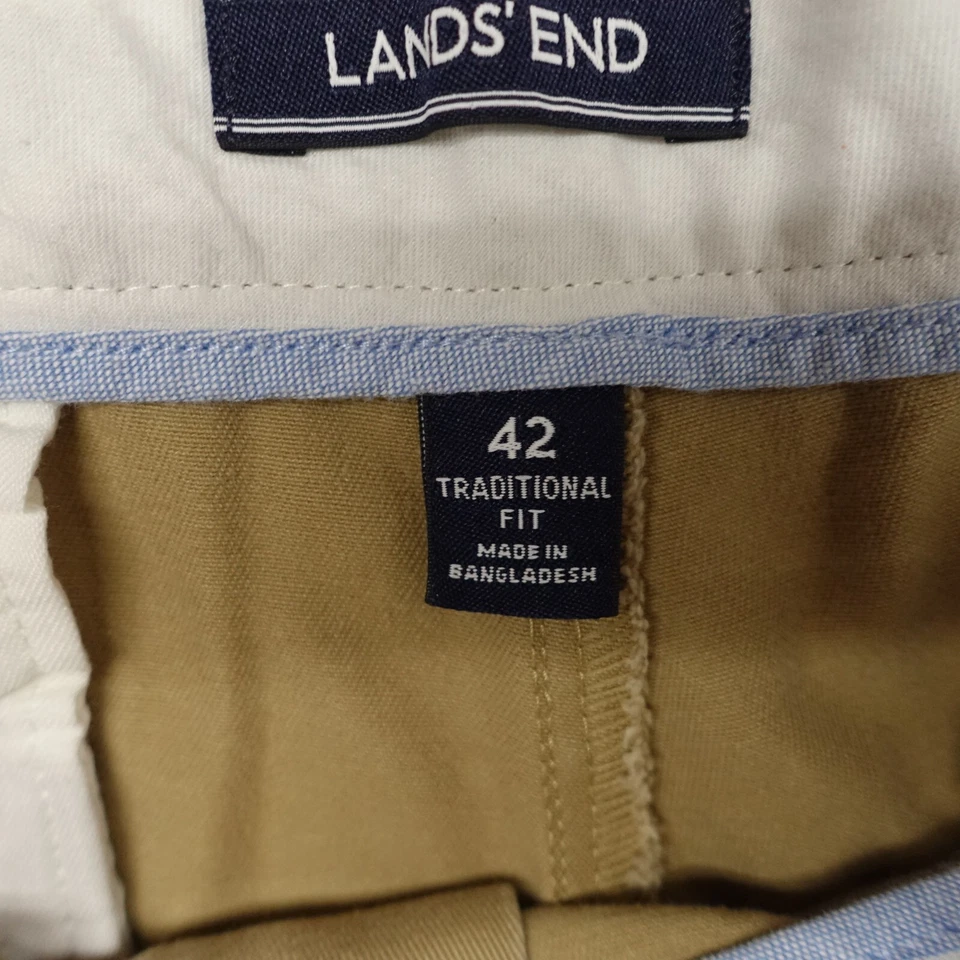 LANDS' END
42
TRADITIONAL
FIT
MADE IN
BANGLADESH